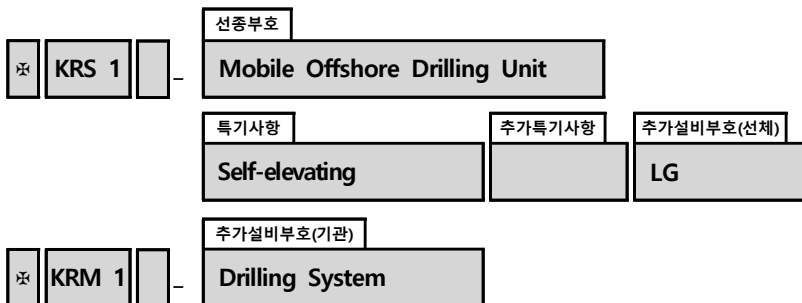 선종부호
✠ KRS 1 – Mobile Offshore Drilling Unit
특기사항 추가특기사항 추가설비부호(선체)
Self-elevating LG
추가설비부호(기관)
✠ KRM 1 – Drilling System